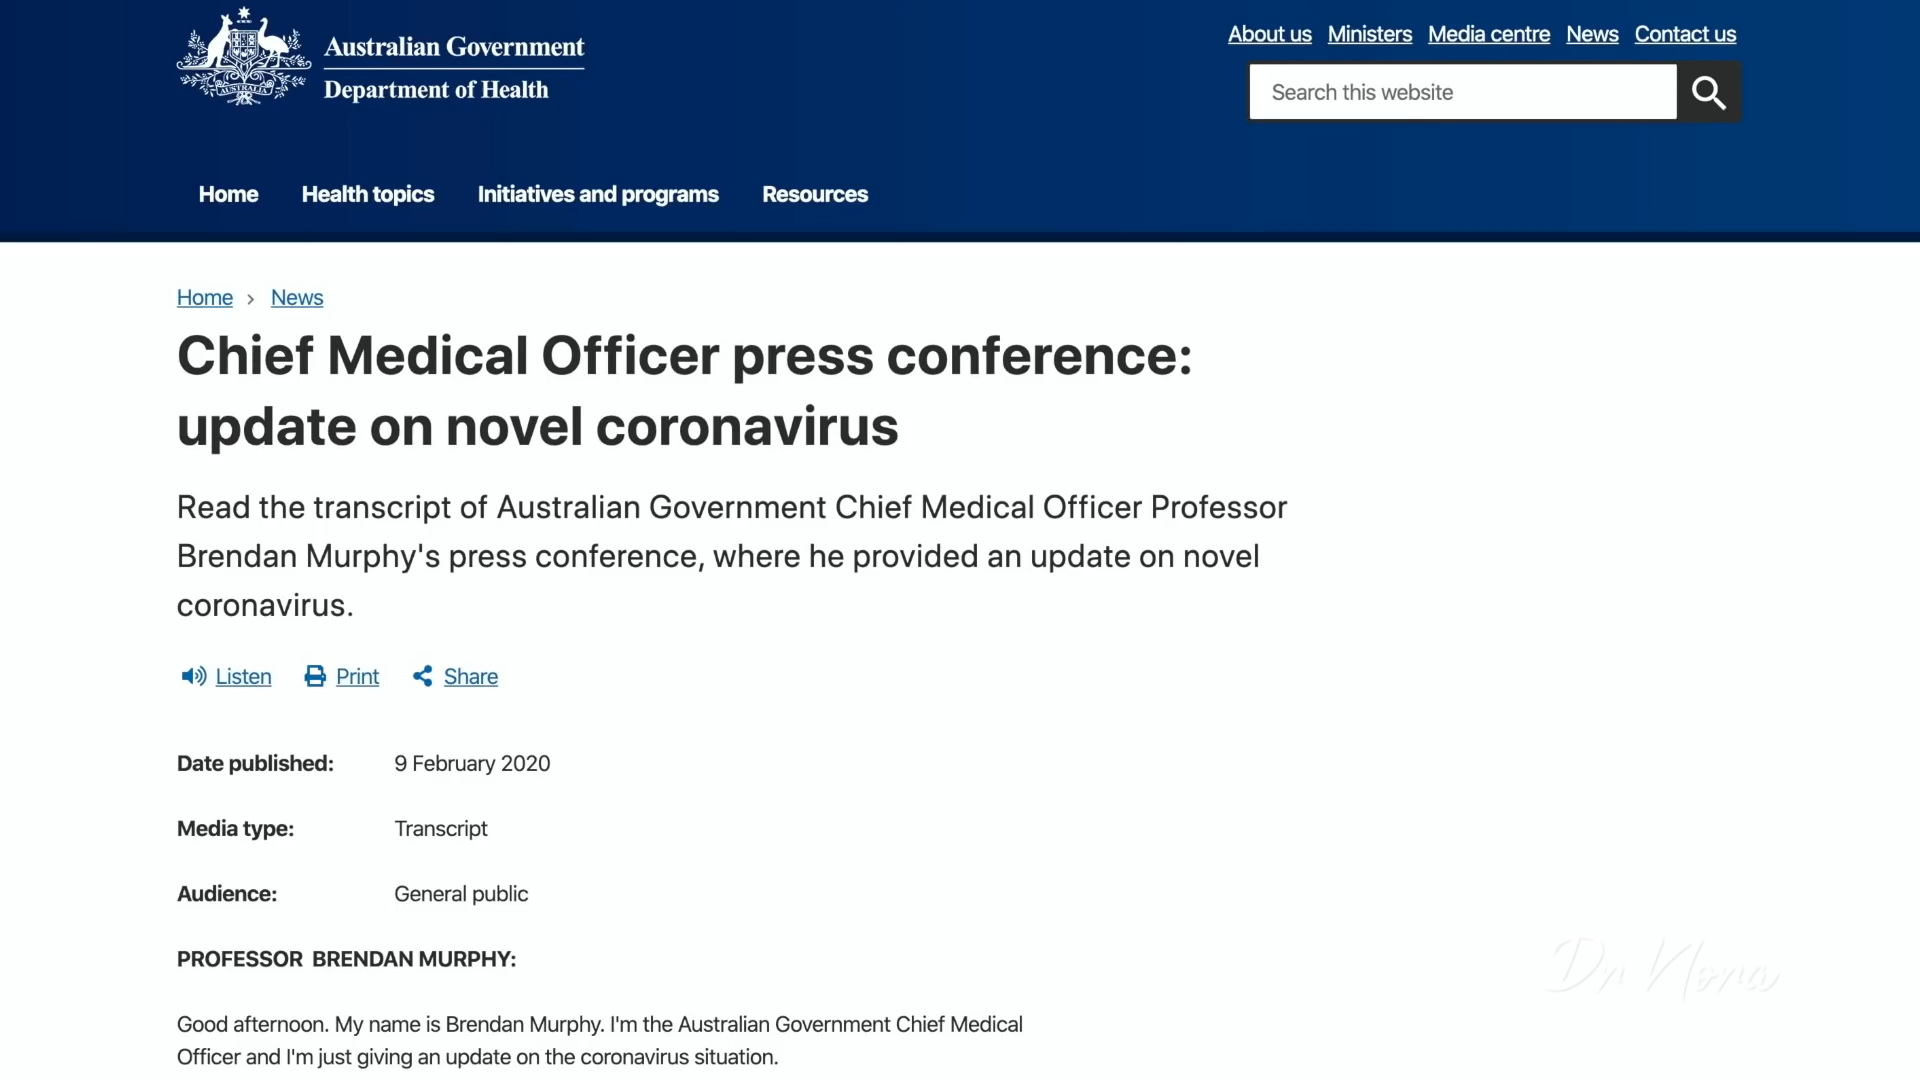 Australian Government
Department of Health
AUSTRALIA
About us Ministers Media centre News Contact us
Search this website
Home Health topics Initiatives and programs Resources
Home > News
Chief Medical Officer press conference:
update on novel coronavirus
Read the transcript of Australian Government Chief Medical Officer Professor
Brendan Murphy's press conference, where he provided an update on novel
coronavirus.
Listen Print Share
Date published: 9 February 2020
Media type: Transcript
Audience: General public
PROFESSOR BRENDAN MURPHY:
Good afternoon. My name is Brendan Murphy. I'm the Australian Government Chief Medical
Officer and I'm just giving an update on the coronavirus situation.
Dr Nora